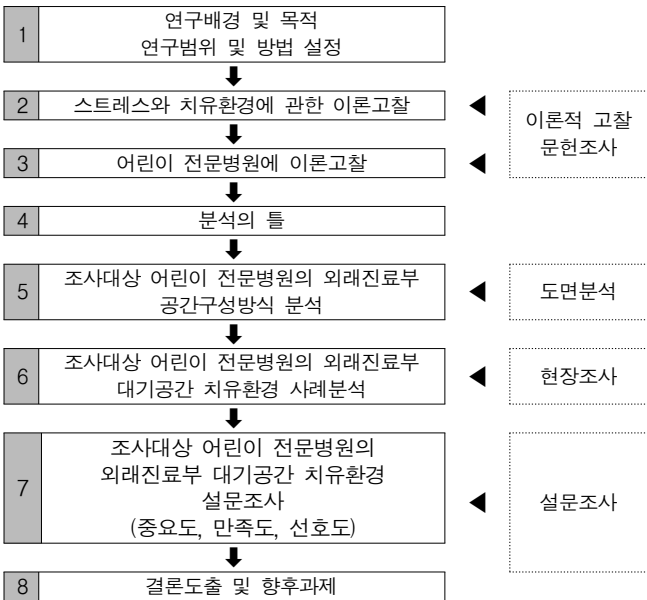 1
연구배경 및 목적
연구범위 및 방법 설정
2
스트레스와 치유환경에 관한 이론고찰
이론적 고찰
문헌조사
3
어린이 전문병원에 이론고찰
4
분석의 틀
5
조사대상 어린이 전문병원의 외래진료부
공간구성방식 분석
도면분석
6
조사대상 어린이 전문병원의 외래진료부
대기공간 치유환경 사례분석
현장조사
7
조사대상 어린이 전문병원의
외래진료부 대기공간 치유환경
설문조사
(중요도, 만족도, 선호도)
설문조사
8
결론도출 및 향후과제